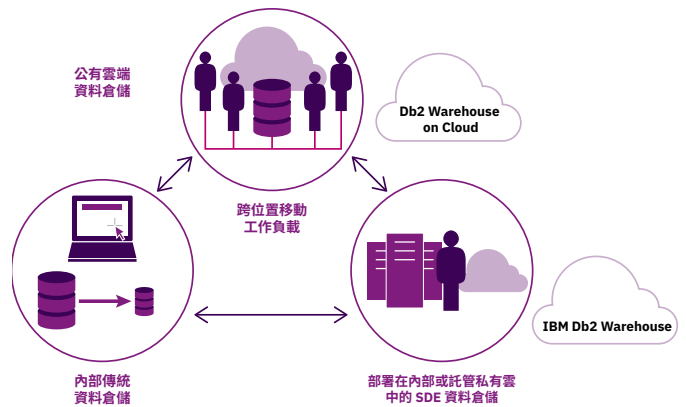 公有雲端
資料倉儲
Db2 Warehouse
on Cloud
跨位置移動
工作負載
IBM Db2 Warehouse
內部傳統
資料倉儲
部署在內部或託管私有雲
中的 SDE 資料倉儲